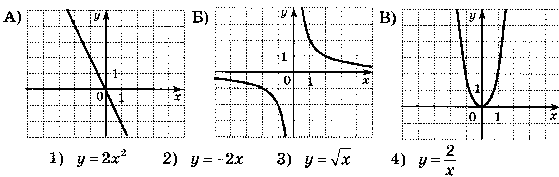 А) y Б) y В) y
1 1 1
0 1 x 0 1 x 0 1 x
1) y = 2x² 2) y = -2x 3) y = √x 4) y = 2/x